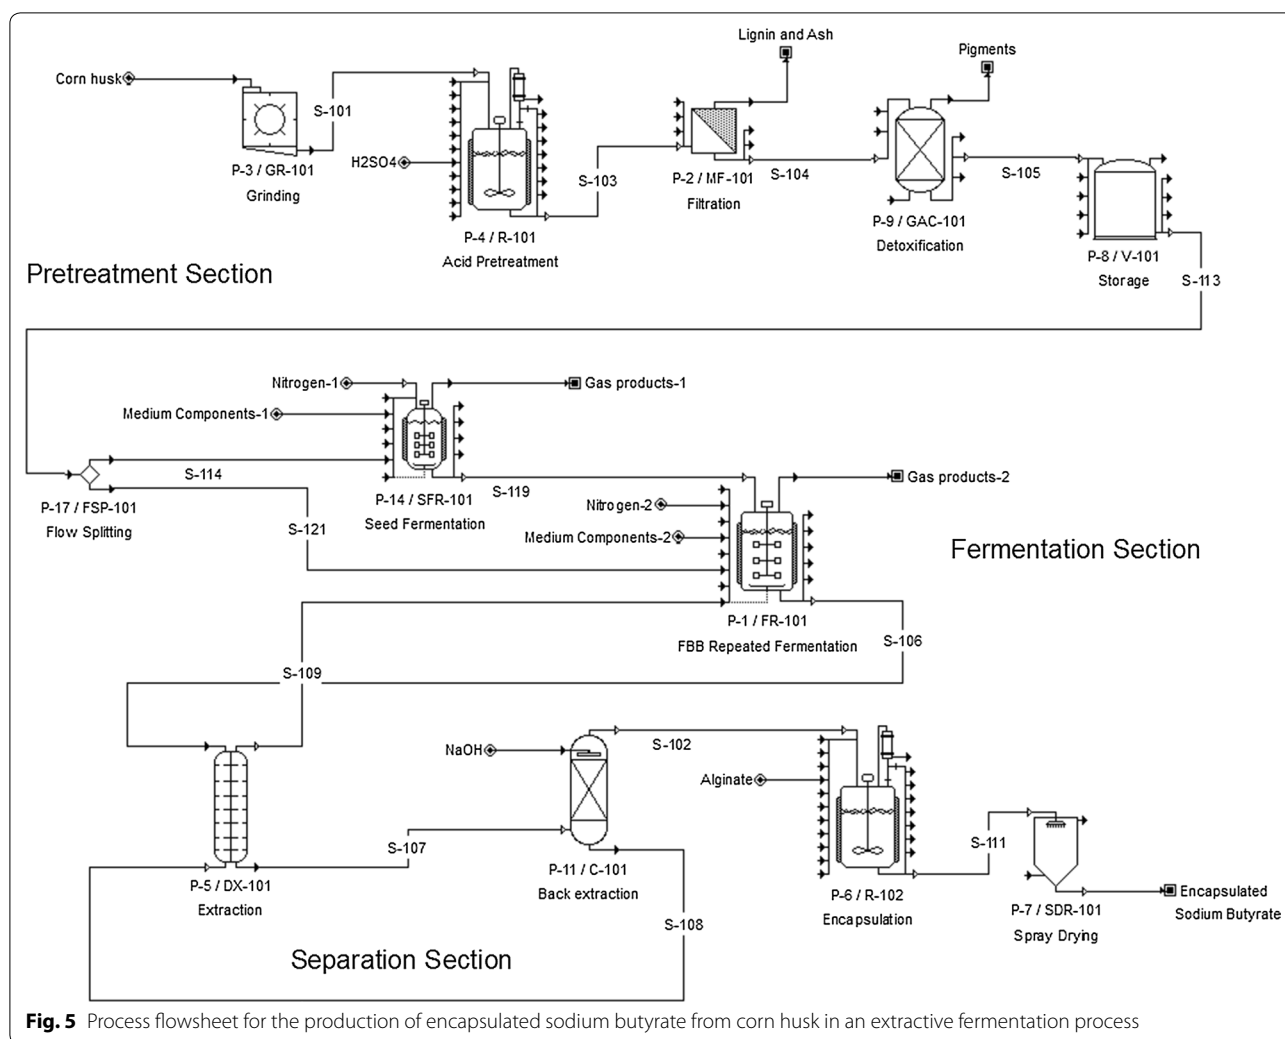 Lignin and Ash
Pigments
Corn husk
S-101
P-3 / GR-101
Grinding
H2SO4
P-4 / R-101
Acid Pretreatment
S-103
P-2 / MF-101
Filtration
S-104
P-9 / GAC-101
Detoxification
S-105
P-8 / V-101
Storage
S-113
Pretreatment Section
Nitrogen-1
Gas products-1
Medium Components-1
S-114
P-17 / FSP-101
Flow Splitting
P-14 / SFR-101
Seed Fermentation
S-119
S-121
Nitrogen-2
Gas products-2
Medium Components-2
Fermentation Section
P-1 / FR-101
FBB Repeated Fermentation
S-106
S-109
NaOH
S-102
Alginate
S-107
P-5 / DX-101
Extraction
P-11 / C-101
Back extraction
S-108
P-6 / R-102
Encapsulation
S-111
P-7 / SDR-101
Spray Drying
Encapsulated
Sodium Butyrate
Separation Section
Fig. 5 Process flowsheet for the production of encapsulated sodium butyrate from corn husk in an extractive fermentation process